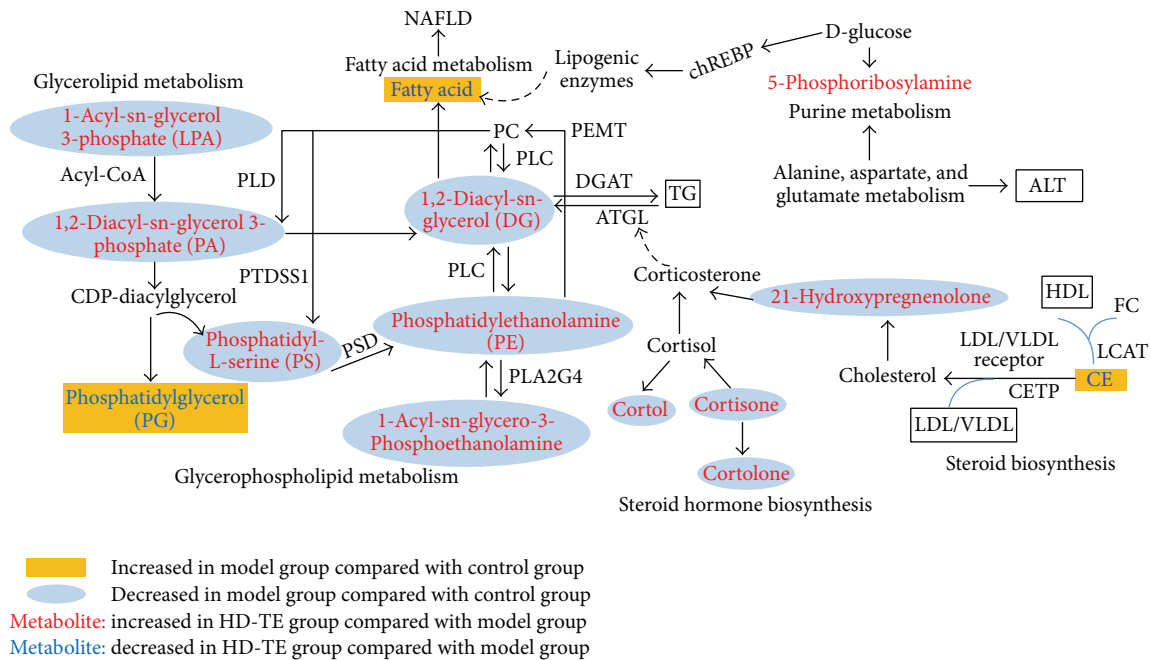 NAFLD
Fatty acid metabolism
Fatty acid
Lipogenic
enzymes
chREBP
D-glucose
5-Phosphoribosylamine
Purine metabolism
Alanine, aspartate, and
glutamate metabolism
ALT
Glycerolipid metabolism
1-Acyl-sn-glycerol
3-phosphate (LPA)
Acyl-CoA
PLD
1,2-Diacyl-sn-glycerol 3-
phosphate (PA)
PC
PEMT
PLC
1,2-Diacyl-sn-
glycerol (DG)
DGAT
TG
ATGL
CDP-diacylglycerol
PTDSS1
PLC
Phosphatidyl-
L-serine (PS)
PSD
Phosphatidylethanolamine
(PE)
Phosphatidylglycerol
(PG)
PLA2G4
1-Acyl-sn-glycero-3-
Phosphoethanolamine
Glycerophospholipid metabolism
Corticosterone
21-Hydroxypregnenolone
Cortisol
Cortol
Cortisone
Cortolone
Steroid hormone biosynthesis
HDL
FC
LDL/VLDL
receptor
LCAT
Cholesterol
CETP
CE
LDL/VLDL
Steroid biosynthesis
Increased in model group compared with control group
Decreased in model group compared with control group
Metabolite: increased in HD-TE group compared with model group
Metabolite: decreased in HD-TE group compared with model group